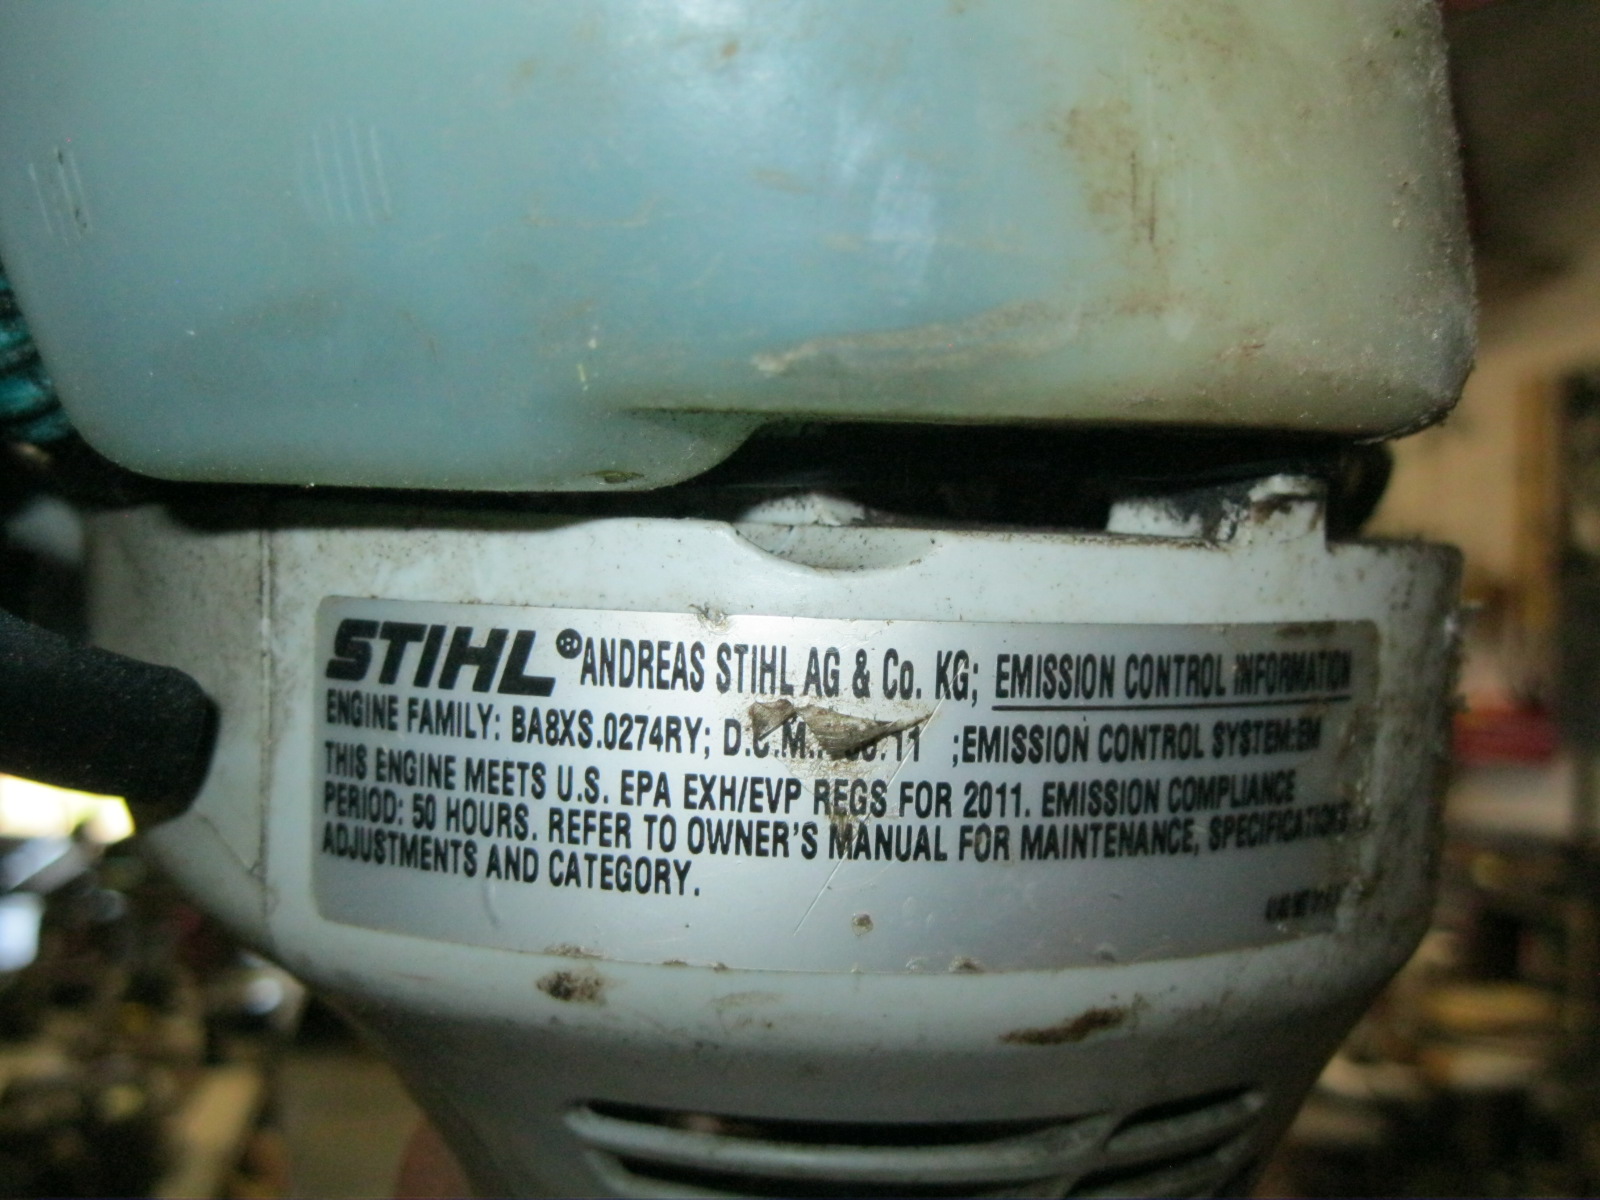 STIHL® ANDREAS STIHL AG & Co. KG; EMISSION CONTROL INFORMATION
ENGINE FAMILY: BA8XS.0274RY; D.O.M.: 11 ;EMISSION CONTROL SYSTEM:EM
THIS ENGINE MEETS U.S. EPA EXH/EVP REGS FOR 2011. EMISSION COMPLIANCE
PERIOD: 50 HOURS. REFER TO OWNER'S MANUAL FOR MAINTENANCE, SPECIFICATIONS
ADJUSTMENTS AND CATEGORY.